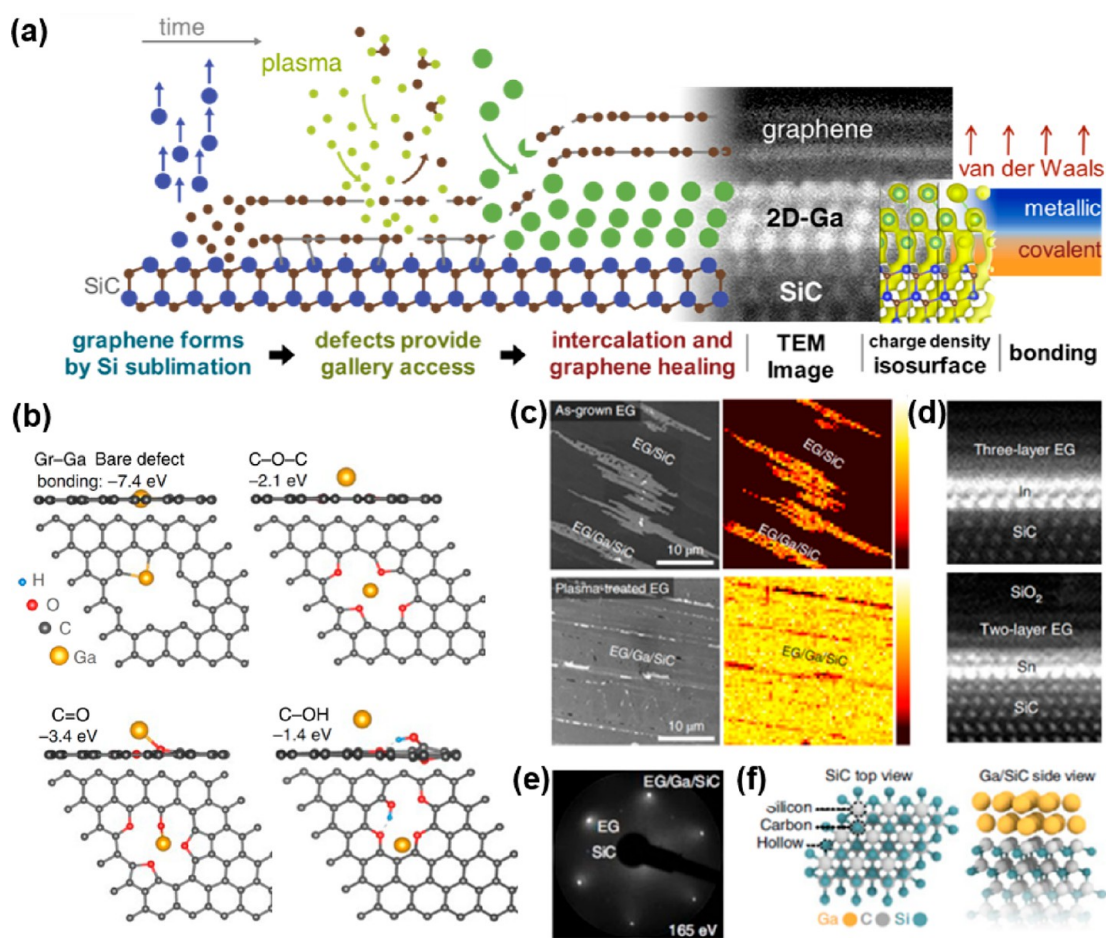 (a)
time
plasma
graphene
van der Waals
2D-Ga
metallic
covalent
SiC
SiC
graphene forms
by Si sublimation
defects provide
gallery access
intercalation and
graphene healing
TEM
Image
charge density
isosurface
bonding
(b)
Gr–Ga Bare defect
bonding: −7.4 eV
C–O–C
−2.1 eV
H
O
C
Ga
C=O
−3.4 eV
C–OH
−1.4 eV
(c)
As-grown EG
EG/SiC
EG/Ga/SiC
10 µm
EG/SiC
EG/Ga/SiC
Plasma-treated EG
EG/Ga/SiC
10 µm
EG/Ga/SiC
(d)
Three-layer EG
In
SiC
SiO2
Two-layer EG
Sn
SiC
(e)
EG/Ga/SiC
EG
SiC
165 eV
(f)
SiC top view
Silicon
Carbon
Hollow
Ga/SiC side view
Ga C Si